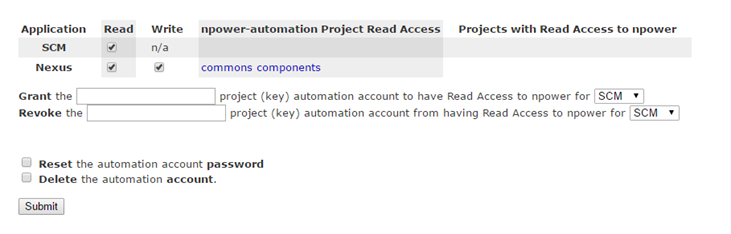 Application Read Write npower-automation Project Read Access Projects with Read Access to npower
SCM n/a
Nexus commons components
Grant the project (key) automation account to have Read Access to npower for SCM
Revoke the project (key) automation account from having Read Access to npower for SCM
Reset the automation account password
Delete the automation account.
Submit